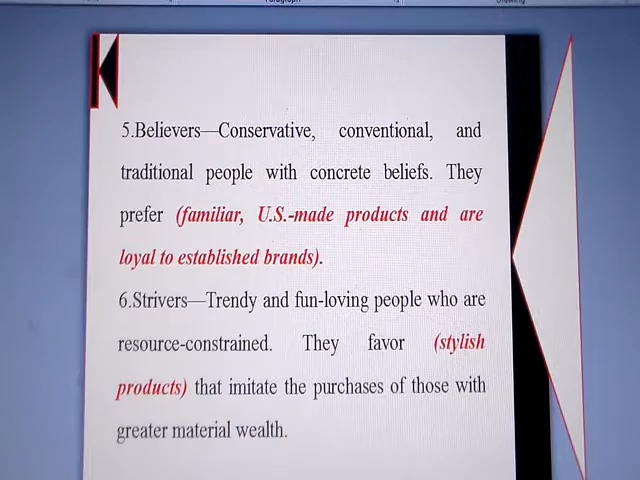 Paragraph
Drawing
5.Believers—Conservative, conventional, and
traditional people with concrete beliefs. They
prefer (familiar, U.S.-made products and are
loyal to established brands).
6.Strivers—Trendy and fun-loving people who are
resource-constrained. They favor (stylish
products) that imitate the purchases of those with
greater material wealth.